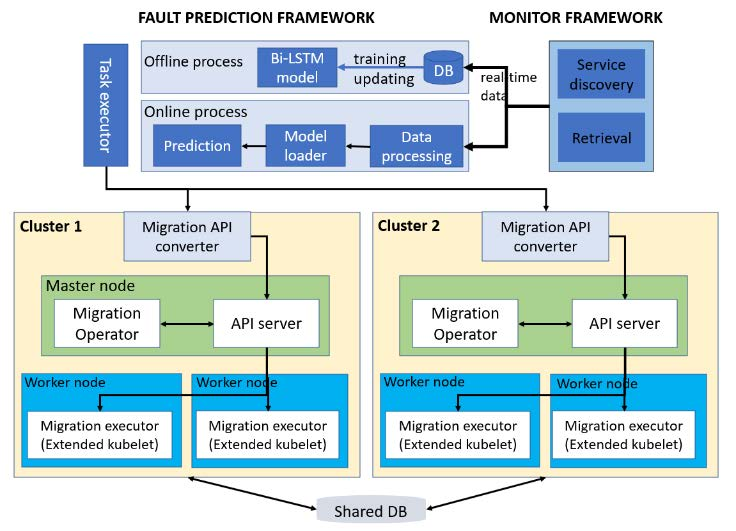 FAULT PREDICTION FRAMEWORK
MONITOR FRAMEWORK
Task executor
Offline process
Bi-LSTM
model
training
updating
DB
real-time
data
Service
discovery
Retrieval
Online process
Prediction
Model
loader
Data
processing
Cluster 1
Migration API
converter
Master node
Migration
Operator
API server
Worker node
Migration executor
(Extended kubelet)
Worker node
Migration executor
(Extended kubelet)
Cluster 2
Migration API
converter
Migration
Operator
API server
Worker node
Migration executor
(Extended kubelet)
Worker node
Migration executor
(Extended kubelet)
Shared DB